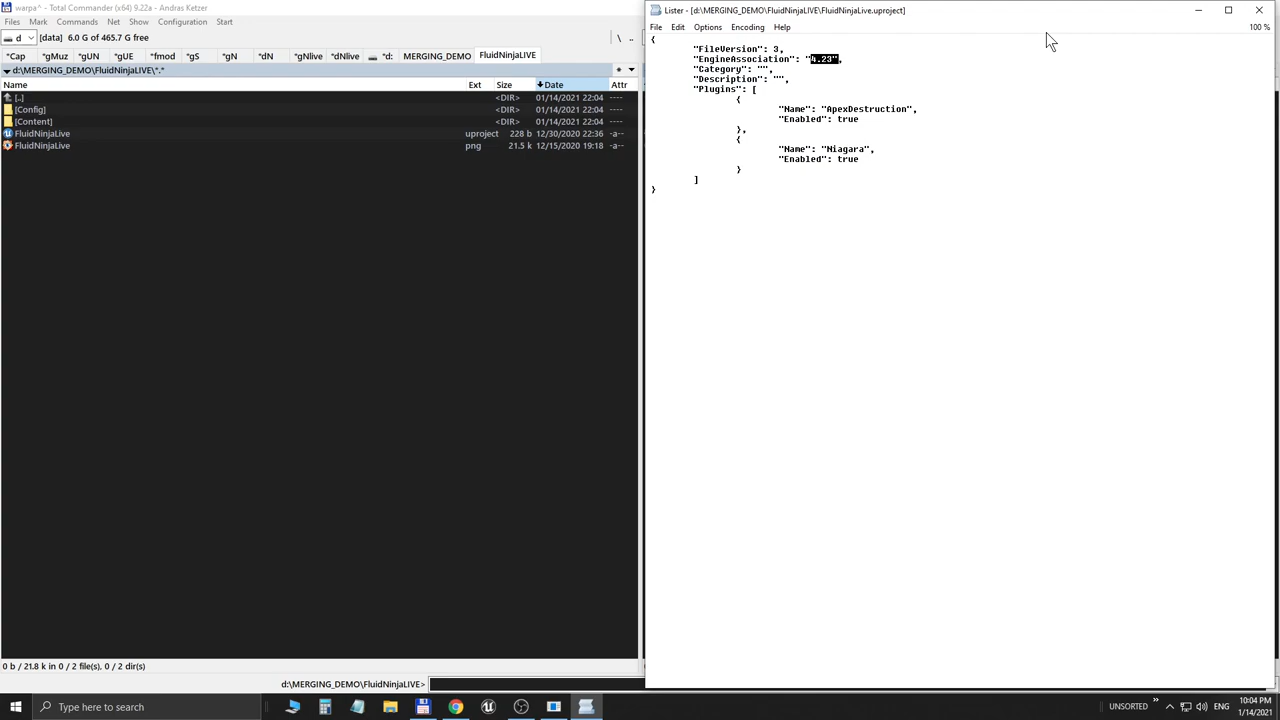 warpa^ - Total Commander (x64) 9.22a - Andras Ketzer
Files Mark Commands Net Show Configuration Start
d [data] 6.0 G of 465.7 G free \ ..
*Cap *gMuz *gUN *gUE *fmod *gS *gN *dN *gNlive *dNlive *d: MERGING_DEMO FluidNinjaLIVE
d:\MERGING_DEMO\FluidNinjaLIVE\*.* * 
Name Ext Size Date Attr
[..] <DIR> 01/14/2021 22:04 ----
[Config] <DIR> 01/14/2021 22:04 ----
[Content] <DIR> 01/14/2021 22:04 ----
FluidNinjaLive uproject 228 b 12/30/2020 22:36 -a--
FluidNinjaLive png 21.5 k 12/15/2020 19:18 -a--
0 b / 21.8 k in 0 / 2 file(s), 0 / 2 dir(s)
d:\MERGING_DEMO\FluidNinjaLIVE>
Lister - [d:\MERGING_DEMO\FluidNinjaLIVE\FluidNinjaLive.uproject]
File Edit Options Encoding Help 100 %
{
"FileVersion": 3,
"EngineAssociation": "4.23",
"Category": "",
"Description": "",
"Plugins": [
{
"Name": "ApexDestruction",
"Enabled": true
},
{
"Name": "Niagara",
"Enabled": true
}
]
}
Type here to search
UNSORTED ENG 10:04 PM
1/14/2021